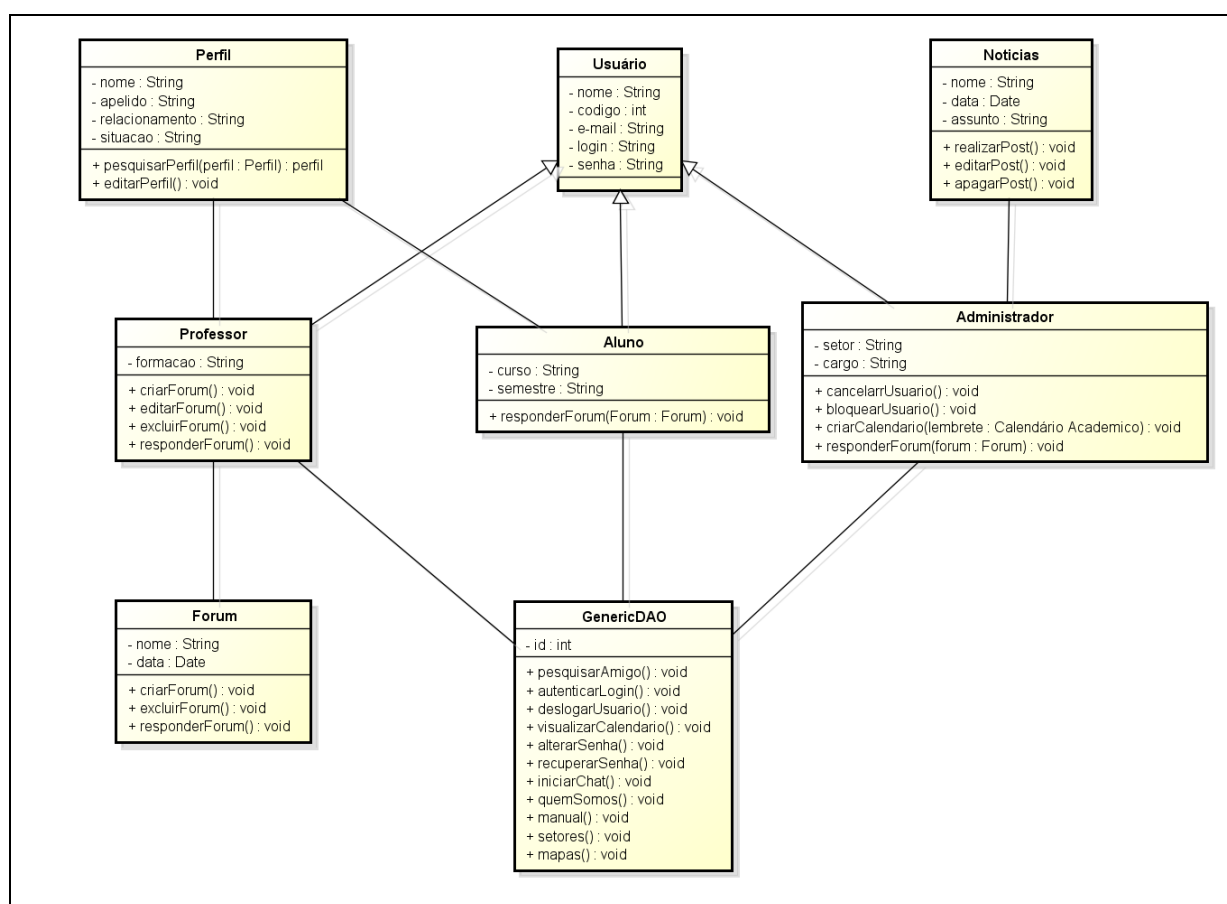 Perfil
- nome : String
- apelido : String
- relacionamento : String
- situacao : String
+ pesquisarPerfil(perfil : Perfil) : perfil
+ editarPerfil() : void
Usuário
- nome : String
- codigo : int
- e-mail : String
- login : String
- senha : String
Noticias
- nome : String
- data : Date
- assunto : String
+ realizarPost() : void
+ editarPost() : void
+ apagarPost() : void
Professor
- formacao : String
+ criarForum() : void
+ editarForum() : void
+ excluirForum() : void
+ responderForum() : void
Aluno
- curso : String
- semestre : String
+ responderForum(Forum : Forum) : void
Administrador
- setor : String
- cargo : String
+ cancelarrUsuario() : void
+ bloquearUsuario() : void
+ criarCalendario(lembrete : Calendário Academico) : void
+ responderForum(forum : Forum) : void
Forum
- nome : String
- data : Date
+ criarForum() : void
+ excluirForum() : void
+ responderForum() : void
GenericDAO
- id : int
+ pesquisarAmigo() : void
+ autenticarLogin() : void
+ deslogarUsuario() : void
+ visualizarCalendario() : void
+ alterarSenha() : void
+ recuperarSenha() : void
+ iniciarChat() : void
+ quemSomos() : void
+ manual() : void
+ setores() : void
+ mapas() : void